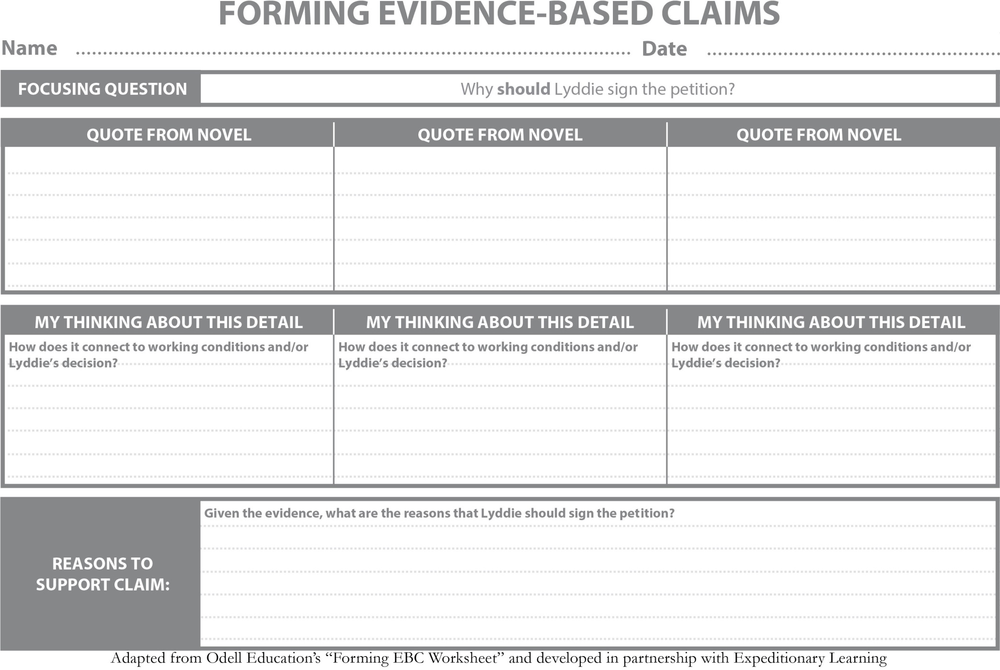 FORMING EVIDENCE-BASED CLAIMS
Name Date
FOCUSING QUESTION Why should Lyddie sign the petition?
QUOTE FROM NOVEL QUOTE FROM NOVEL QUOTE FROM NOVEL
MY THINKING ABOUT THIS DETAIL MY THINKING ABOUT THIS DETAIL MY THINKING ABOUT THIS DETAIL
How does it connect to working conditions and/or
Lyddie’s decision?
How does it connect to working conditions and/or
Lyddie’s decision?
How does it connect to working conditions and/or
Lyddie’s decision?
REASONS TO
SUPPORT CLAIM:
Given the evidence, what are the reasons that Lyddie should sign the petition?
Adapted from Odell Education’s “Forming EBC Worksheet” and developed in partnership with Expeditionary Learning